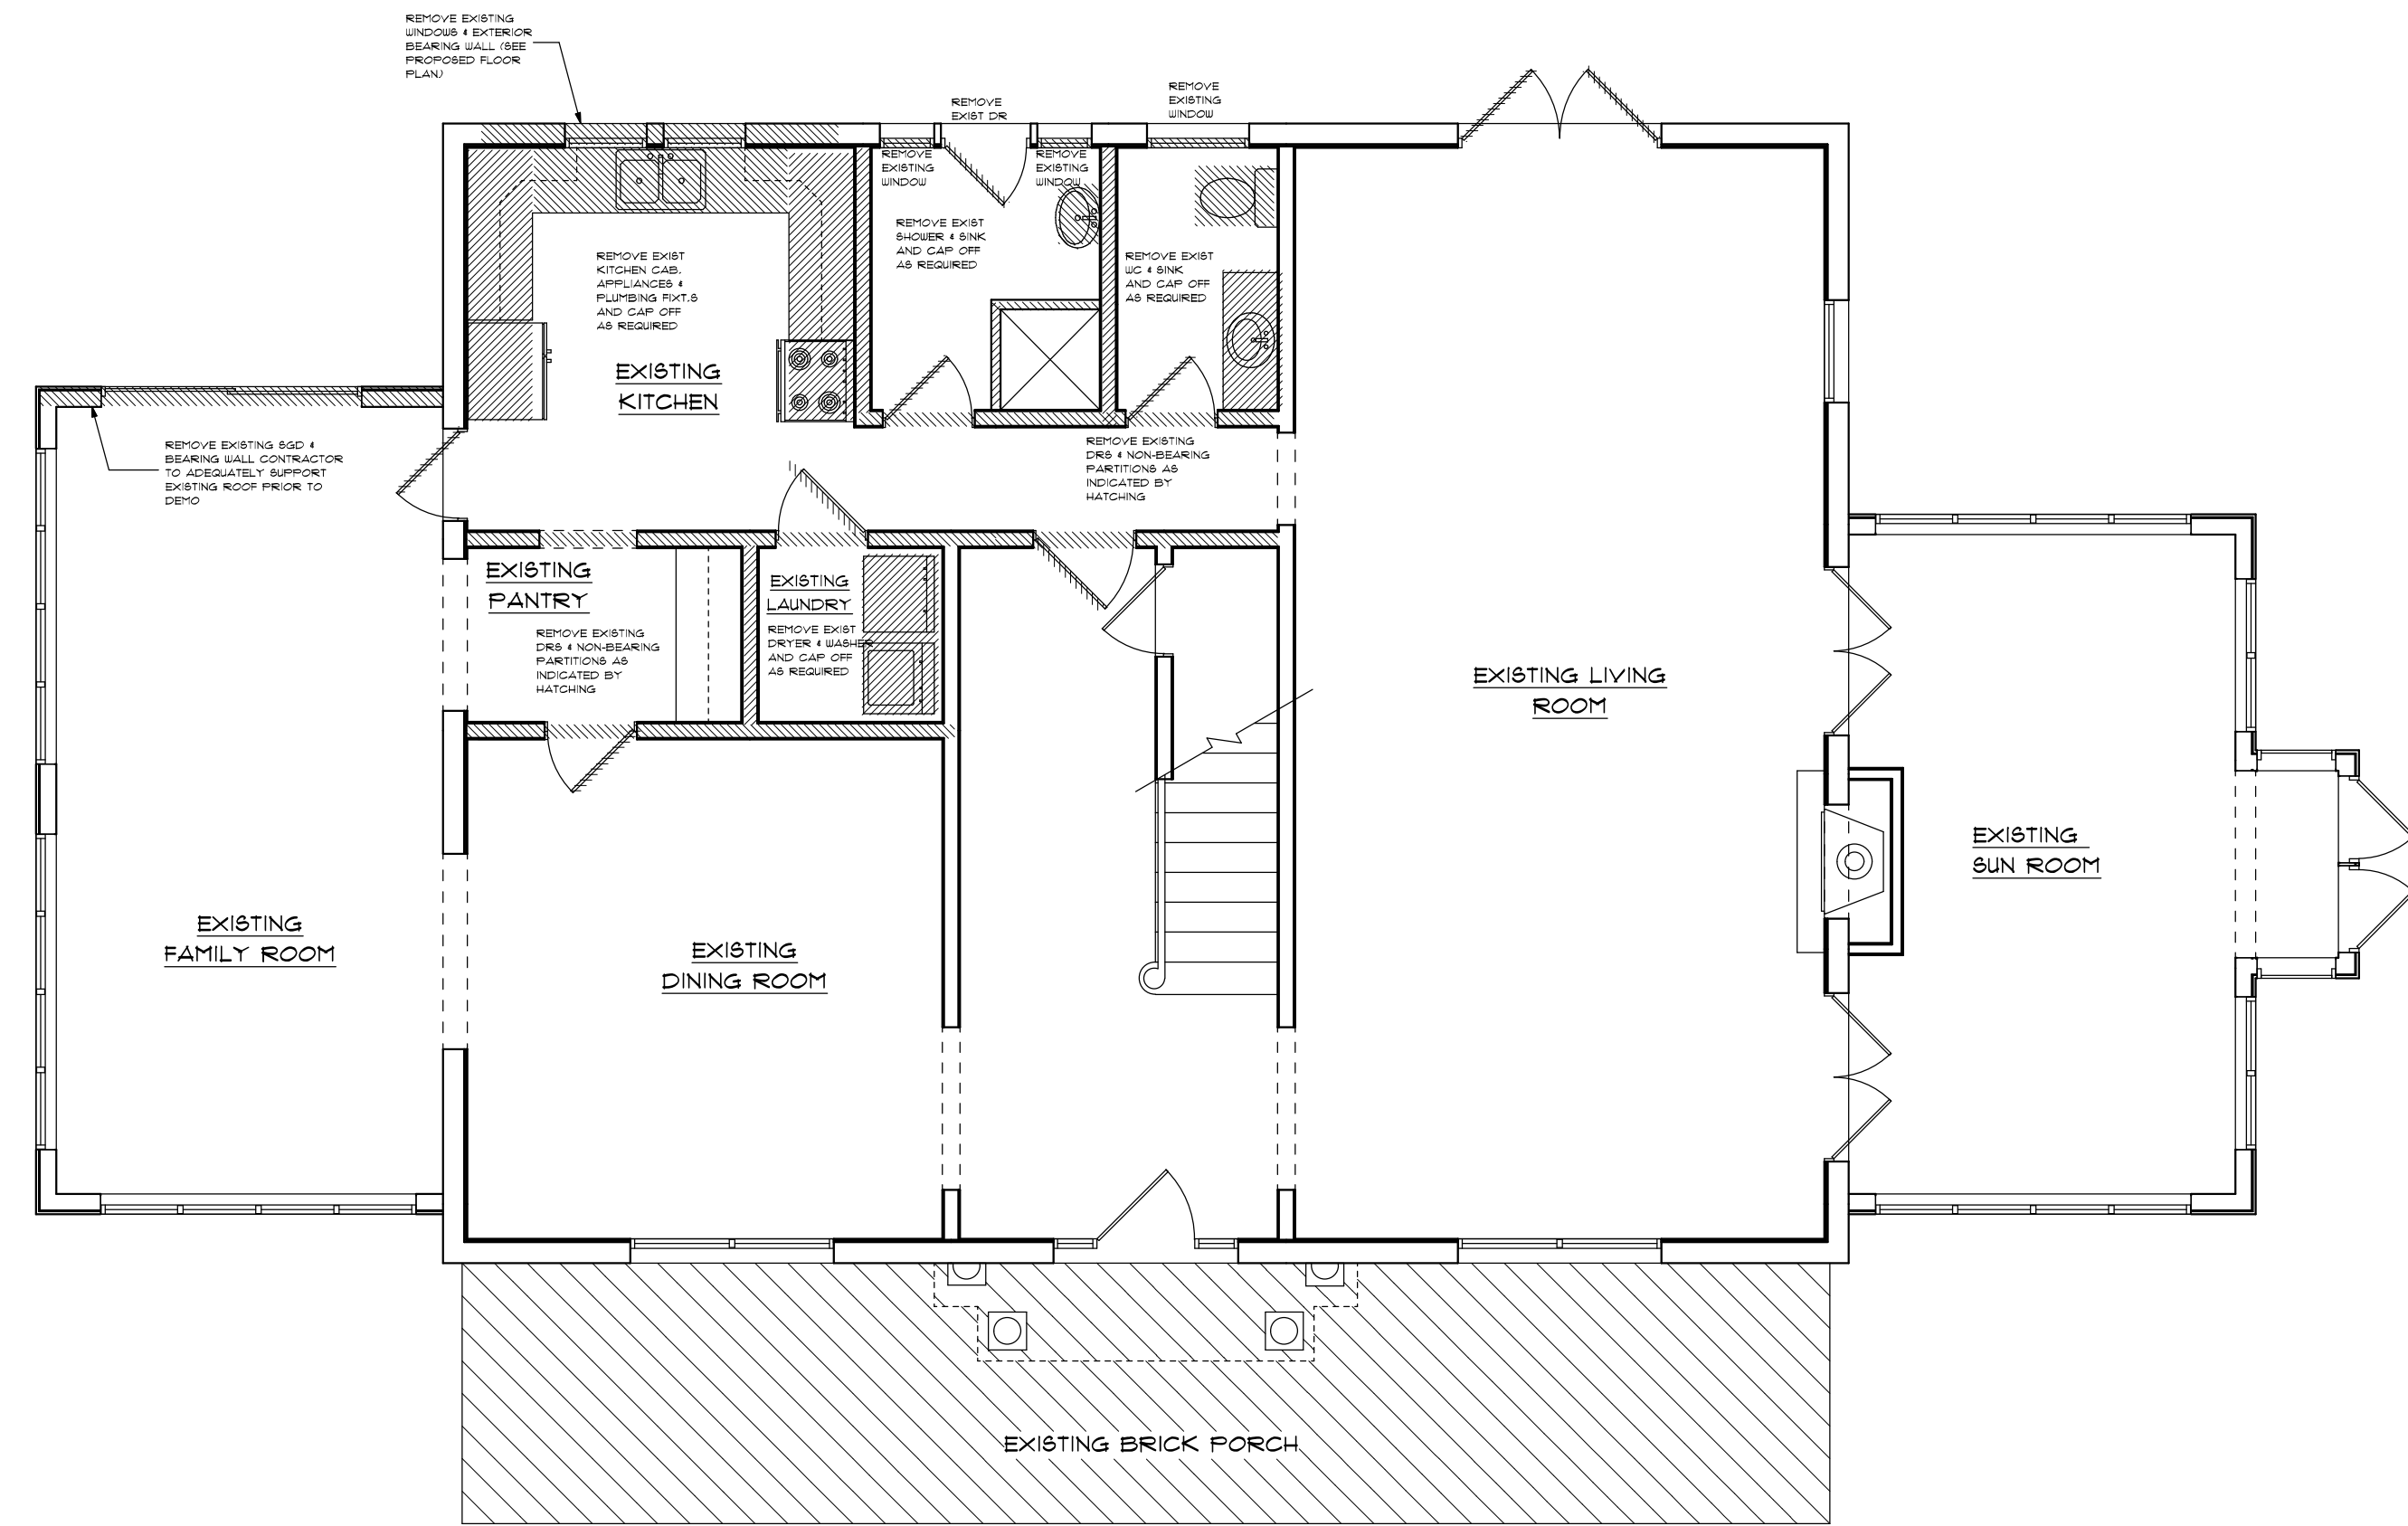 REMOVE EXISTING
WINDOWS & EXTERIOR
BEARING WALL (SEE
PROPOSED FLOOR
PLAN)
REMOVE
EXIST DR
REMOVE
EXISTING
WINDOW
REMOVE
EXISTING
WINDOW
REMOVE
EXISTING
WINDOW
REMOVE EXIST
SHOWER & SINK
AND CAP OFF
AS REQUIRED
REMOVE EXIST
KITCHEN CAB.
APPLIANCES &
PLUMBING FIXT.S
AND CAP OFF
AS REQUIRED
REMOVE EXIST
WC & SINK
AND CAP OFF
AS REQUIRED
EXISTING
KITCHEN
REMOVE EXISTING SGD &
BEARING WALL CONTRACTOR
TO ADEQUATELY SUPPORT
EXISTING ROOF PRIOR TO
DEMO
REMOVE EXISTING
DRS & NON-BEARING
PARTITIONS AS
INDICATED BY
HATCHING
EXISTING
PANTRY
REMOVE EXISTING
DRS & NON-BEARING
PARTITIONS AS
INDICATED BY
HATCHING
EXISTING
LAUNDRY
REMOVE EXIST
DRYER & WASHER
AND CAP OFF
AS REQUIRED
EXISTING LIVING
ROOM
EXISTING
SUN ROOM
EXISTING
FAMILY ROOM
EXISTING
DINING ROOM
EXISTING BRICK PORCH